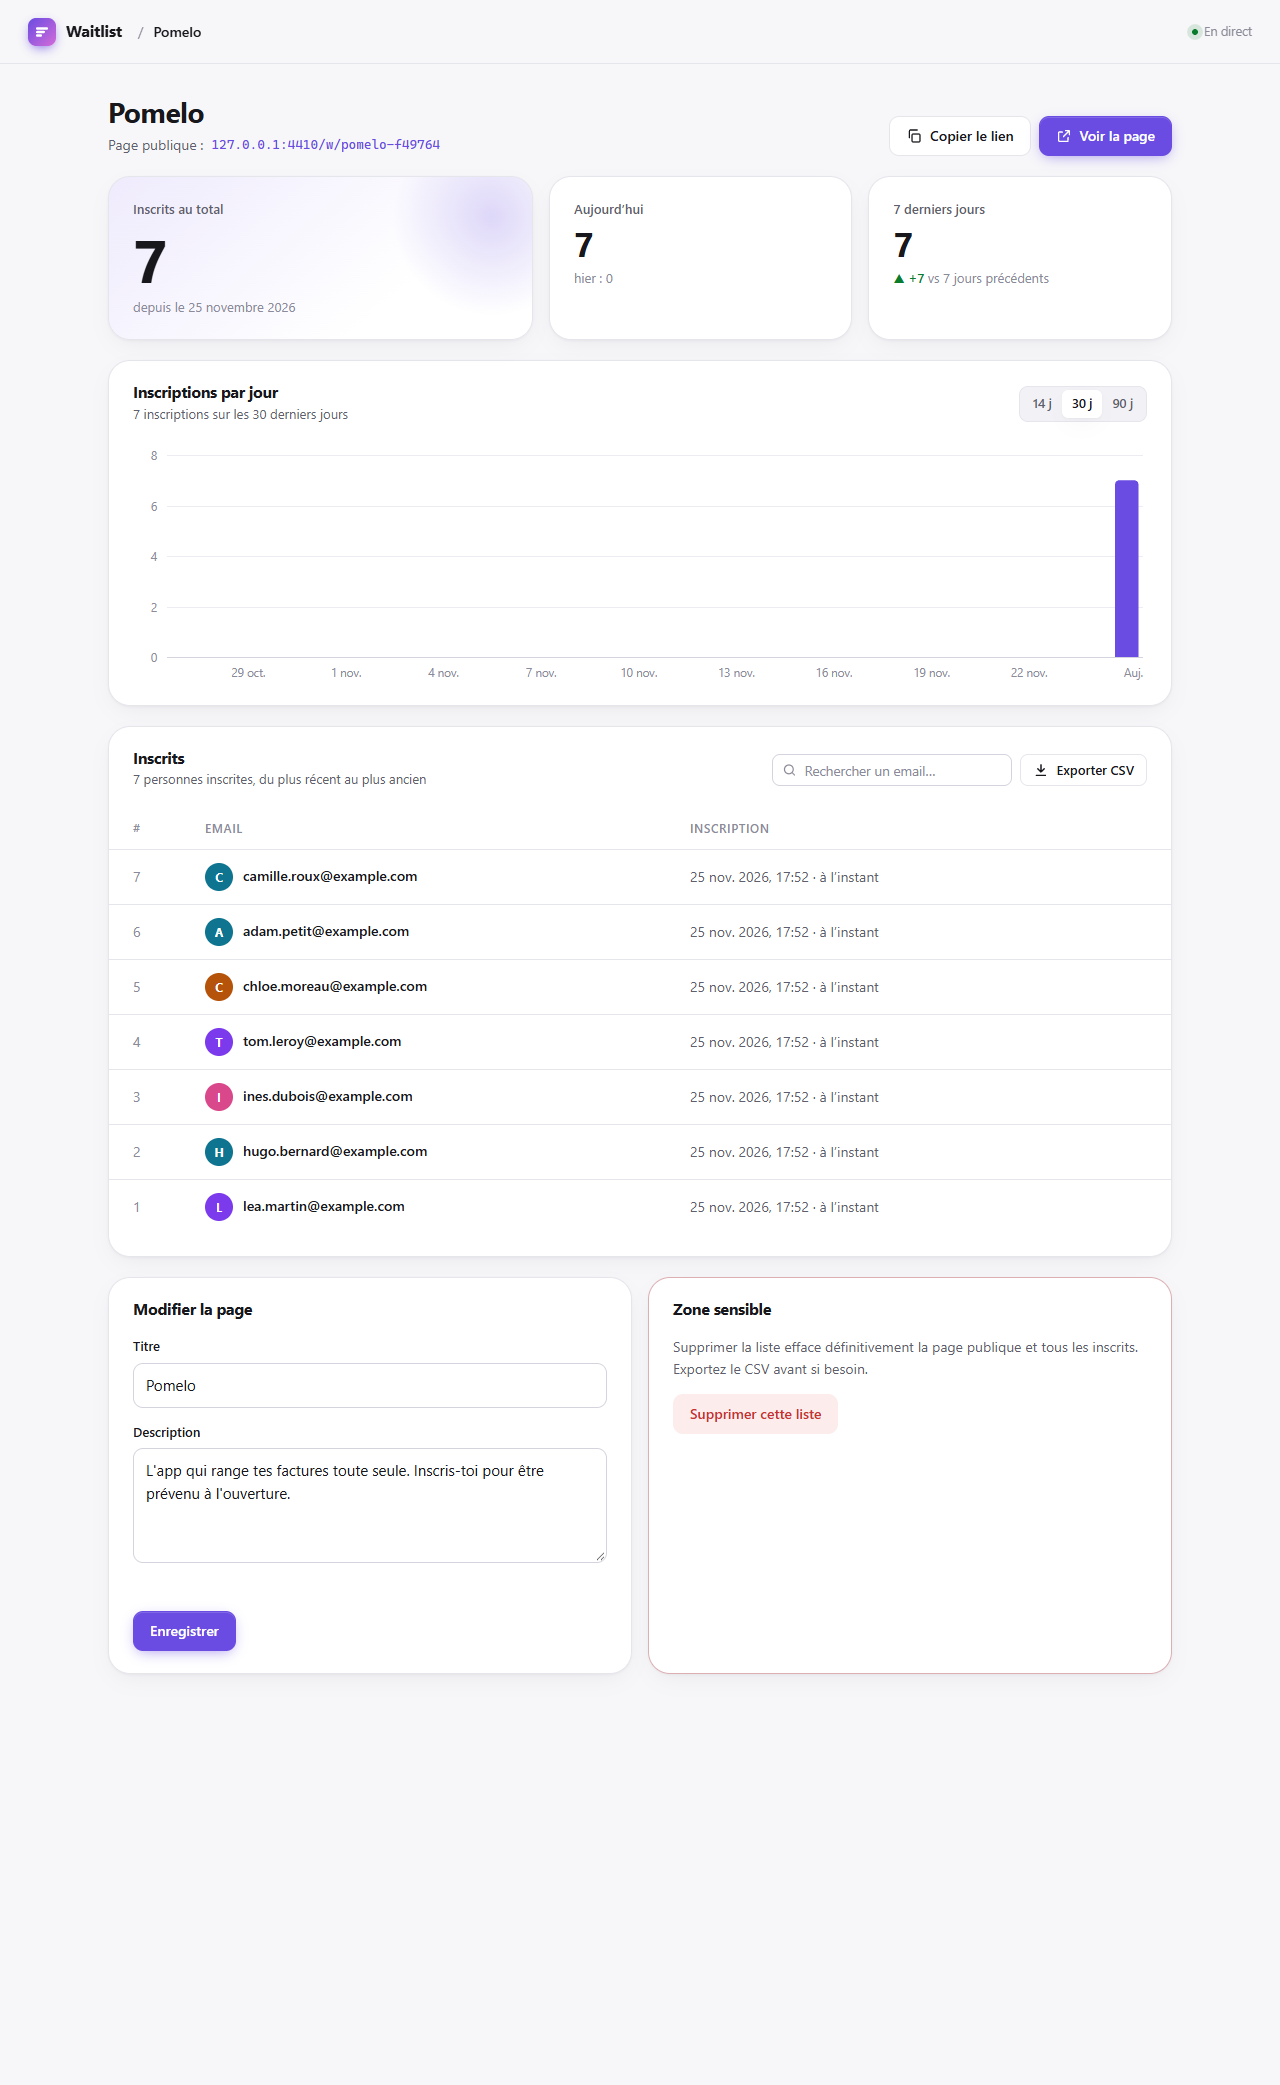 Waitlist / Pomelo
En direct
Pomelo
Page publique : 127.0.0.1:4410/w/pomelo-f49764
Copier le lien
Voir la page
Inscrits au total
7
depuis le 25 novembre 2026
Aujourd’hui
7
hier : 0
7 derniers jours
7
▲ +7 vs 7 jours précédents
Inscriptions par jour
7 inscriptions sur les 30 derniers jours
14 j 30 j 90 j
8
6
4
2
0
29 oct. 1 nov. 4 nov. 7 nov. 10 nov. 13 nov. 16 nov. 19 nov. 22 nov. Auj.
Inscrits
7 personnes inscrites, du plus récent au plus ancien
Rechercher un email…
Exporter CSV
# EMAIL INSCRIPTION
7 C camille.roux@example.com 25 nov. 2026, 17:52 · à l’instant
6 A adam.petit@example.com 25 nov. 2026, 17:52 · à l’instant
5 C chloe.moreau@example.com 25 nov. 2026, 17:52 · à l’instant
4 T tom.leroy@example.com 25 nov. 2026, 17:52 · à l’instant
3 I ines.dubois@example.com 25 nov. 2026, 17:52 · à l’instant
2 H hugo.bernard@example.com 25 nov. 2026, 17:52 · à l’instant
1 L lea.martin@example.com 25 nov. 2026, 17:52 · à l’instant
Modifier la page
Titre
Pomelo
Description
L'app qui range tes factures toute seule. Inscris-toi pour être
prévenu à l'ouverture.
Enregistrer
Zone sensible
Supprimer la liste efface définitivement la page publique et tous les inscrits.
Exportez le CSV avant si besoin.
Supprimer cette liste